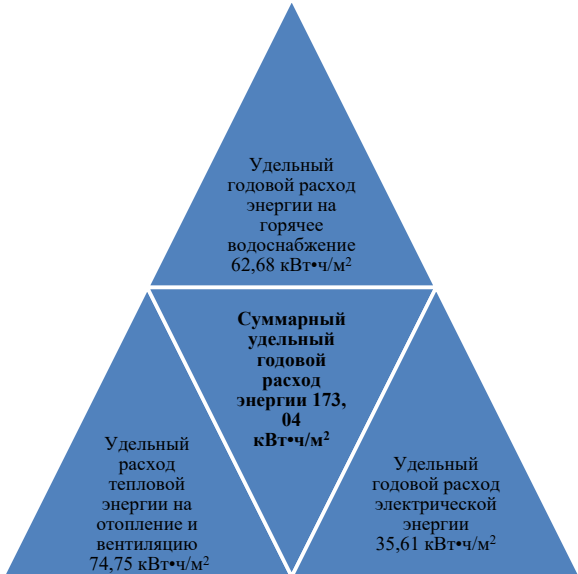 Удельный
годовой расход
энергии на
горячее
водоснабжение
62,68 кВт•ч/м²
Суммарный
удельный
годовой
расход
энергии 173,
04
кВт•ч/м²
Удельный
расход
тепловой
энергии на
отопление и
вентиляцию
74,75 кВт•ч/м²
Удельный
годовой расход
электрической
энергии
35,61 кВт•ч/м²